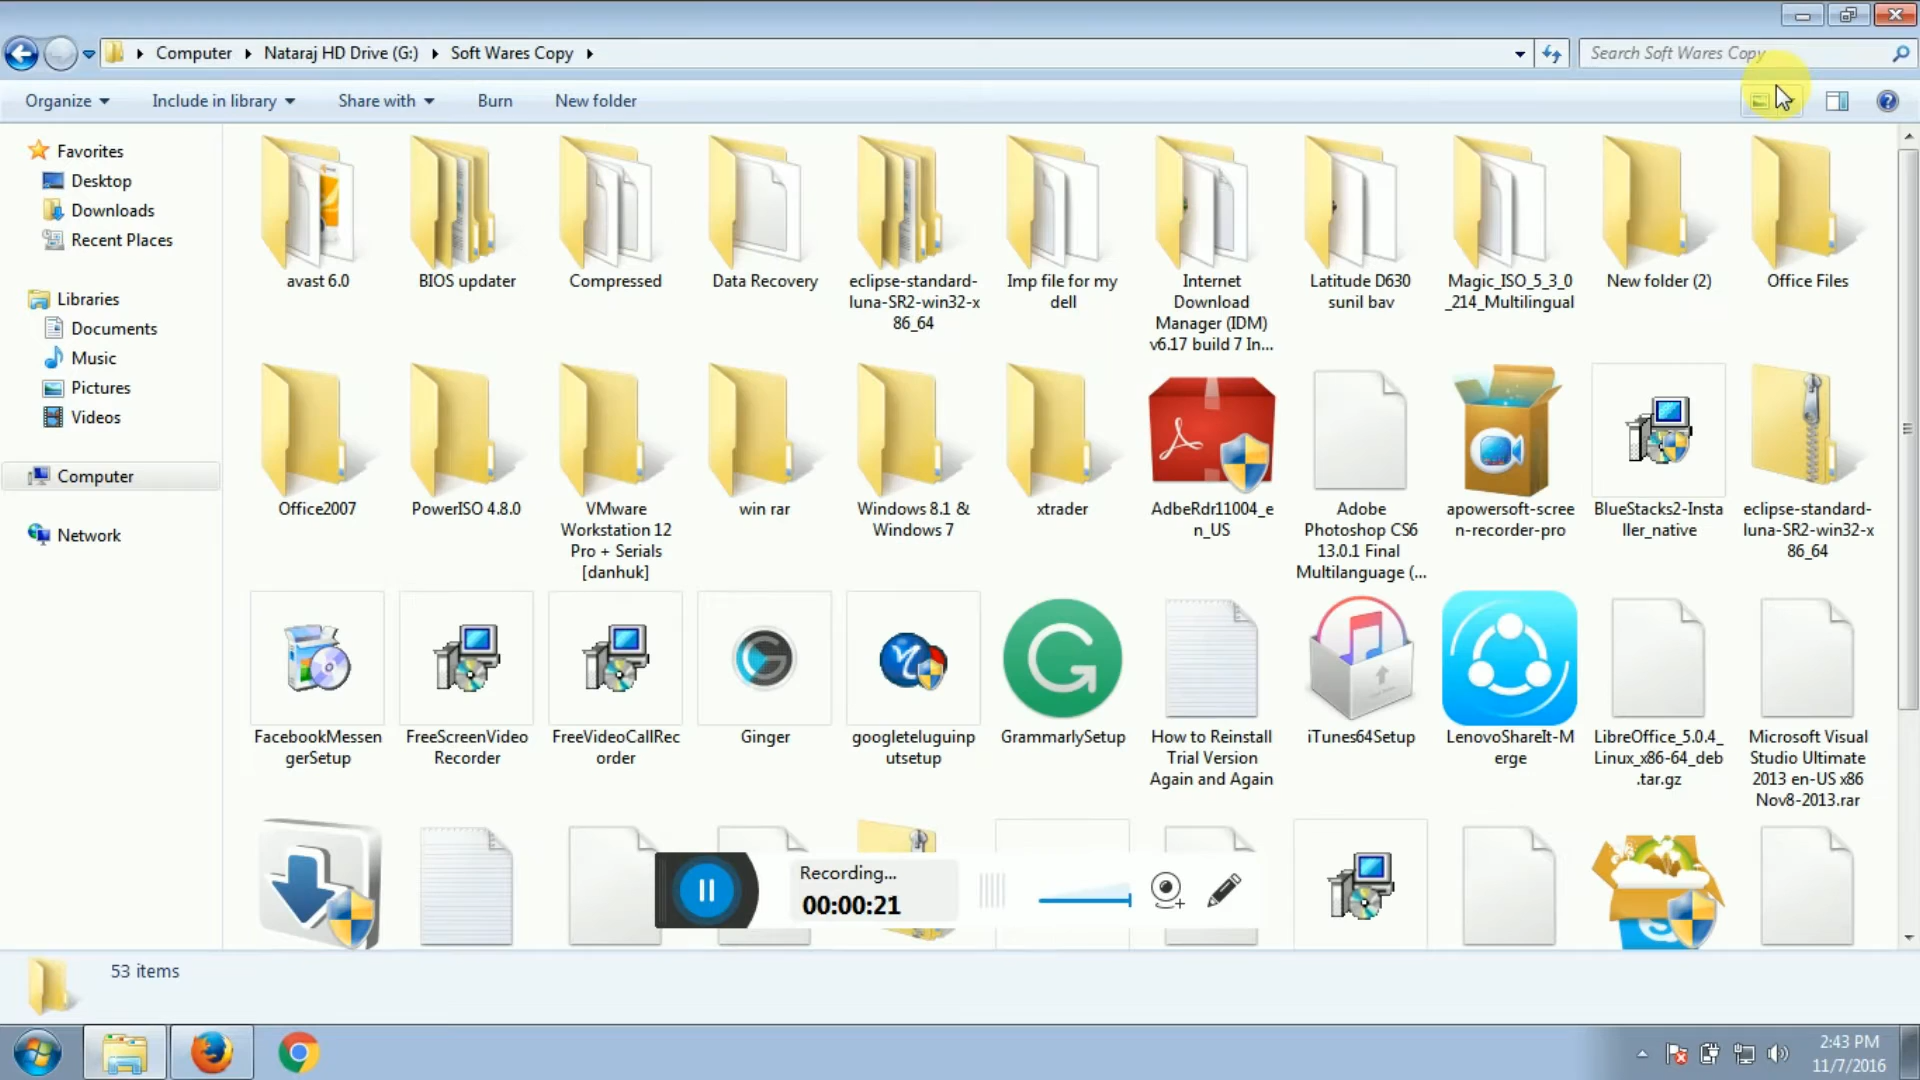 Computer
Nataraj HD Drive (G:)
Soft Wares Copy
Search Soft Wares Copy
Organize
Include in library
Share with
Burn
New folder
Favorites
Desktop
Downloads
Recent Places
Libraries
Documents
Music
Pictures
Videos
Computer
Network
avast 6.0
BIOS updater
Compressed
Data Recovery
eclipse-standard-
luna-SR2-win32-x
86_64
Imp file for my
dell
Internet
Download
Manager (IDM)
v6.17 build 7 In...
Latitude D630
sunil bav
Magic_ISO_5_3_0
_214_Multilingual
New folder (2)
Office Files
Office2007
PowerISO 4.8.0
VMware
Workstation 12
Pro + Serials
[danhuk]
win rar
Windows 8.1 &
Windows 7
xtrader
AdbeRdr11004_e
n_US
Adobe
Photoshop CS6
13.0.1 Final
Multilanguage (...
apowersoft-scree
n-recorder-pro
BlueStacks2-Insta
ller_native
eclipse-standard-
luna-SR2-win32-x
86_64
FacebookMessen
gerSetup
FreeScreenVideo
Recorder
FreeVideoCallRec
order
Ginger
googleteluguinp
utsetup
GrammarlySetup
How to Reinstall
Trial Version
Again and Again
iTunes64Setup
LenovoShareIt-M
erge
LibreOffice_5.0.4_
Linux_x86-64_deb
.tar.gz
Microsoft Visual
Studio Ultimate
2013 en-US x86
Nov8-2013.rar
Recording...
00:00:21
53 items
2:43 PM
11/7/2016